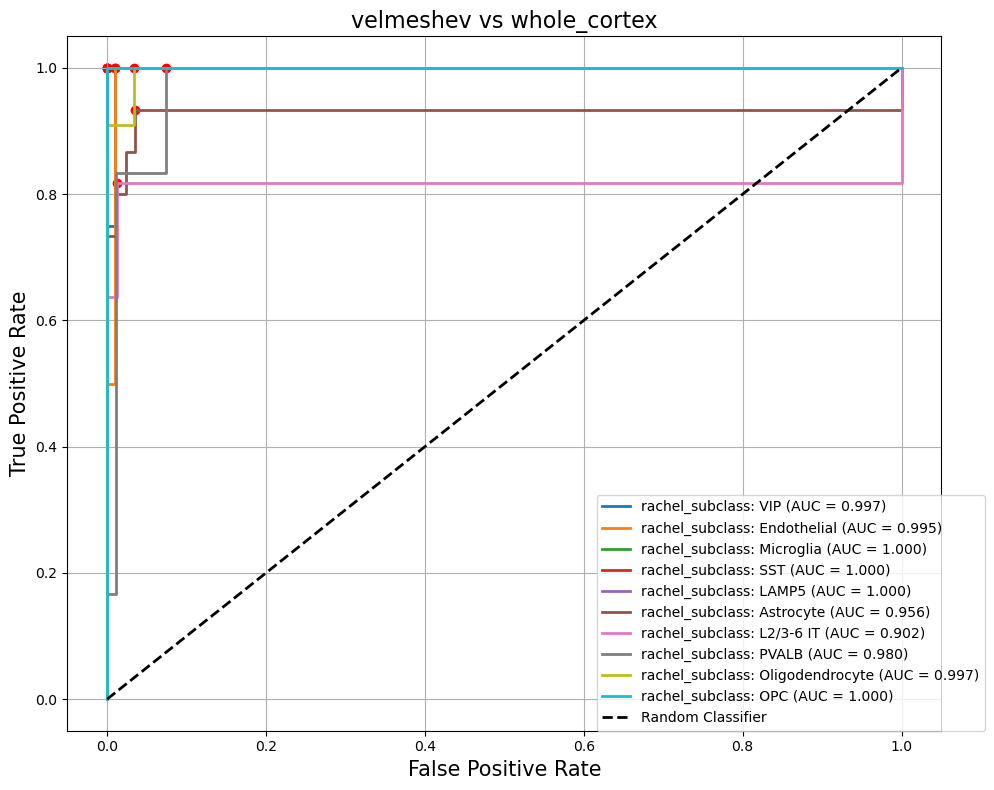 velmeshev vs whole_cortex
True Positive Rate
1.0
0.8
0.6
0.4
0.2
0.0
rachel_subclass: VIP (AUC = 0.997)
rachel_subclass: Endothelial (AUC = 0.995)
rachel_subclass: Microglia (AUC = 1.000)
rachel_subclass: SST (AUC = 1.000)
rachel_subclass: LAMP5 (AUC = 1.000)
rachel_subclass: Astrocyte (AUC = 0.956)
rachel_subclass: L2/3-6 IT (AUC = 0.902)
rachel_subclass: PVALB (AUC = 0.980)
rachel_subclass: Oligodendrocyte (AUC = 0.997)
rachel_subclass: OPC (AUC = 1.000)
Random Classifier
0.0 0.2 0.4 0.6 0.8 1.0
False Positive Rate